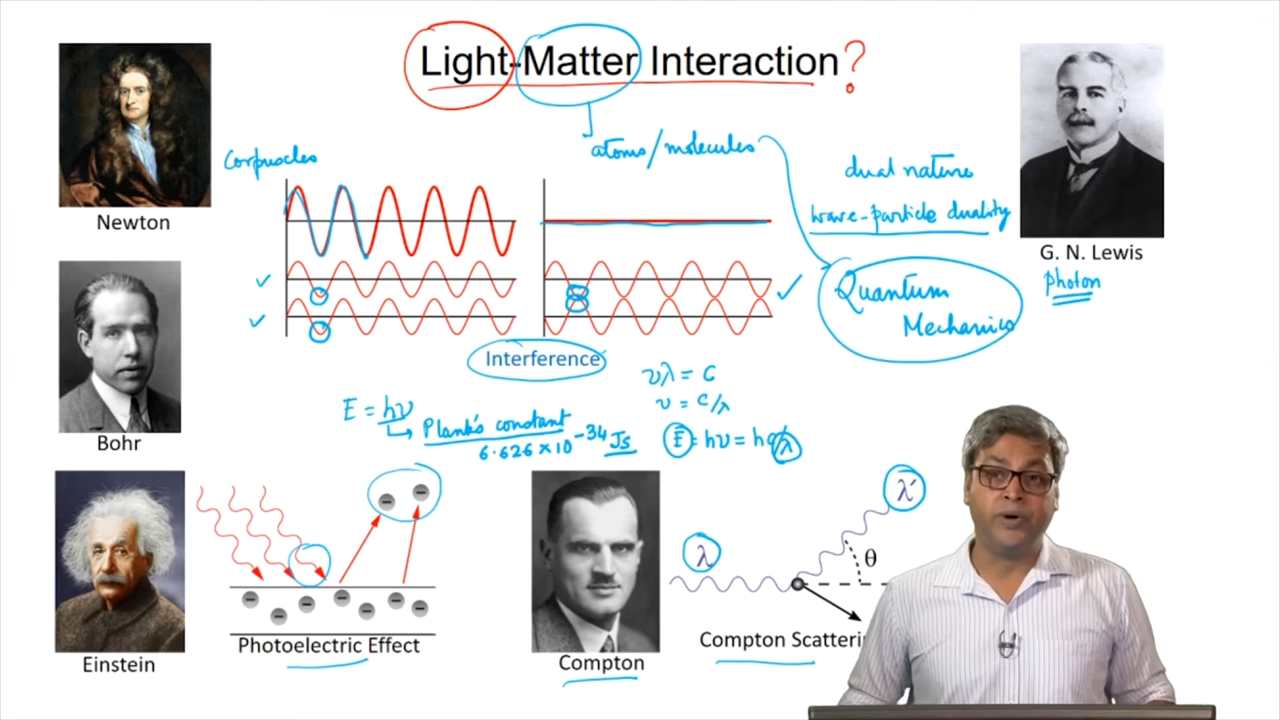 Light-Matter Interaction?
atoms/molecules
Corpuscles
dual nature
wave-particle duality
Newton
G. N. Lewis
photon
Quantum
Mechanics
Interference
Bohr
νλ = C
ν = C/λ
E = hν
Plank's constant
6.626 × 10⁻³⁴ Js
E = hν = hc/λ
λ
λ'
θ
Photoelectric Effect
Einstein
Compton
Compton Scatteri